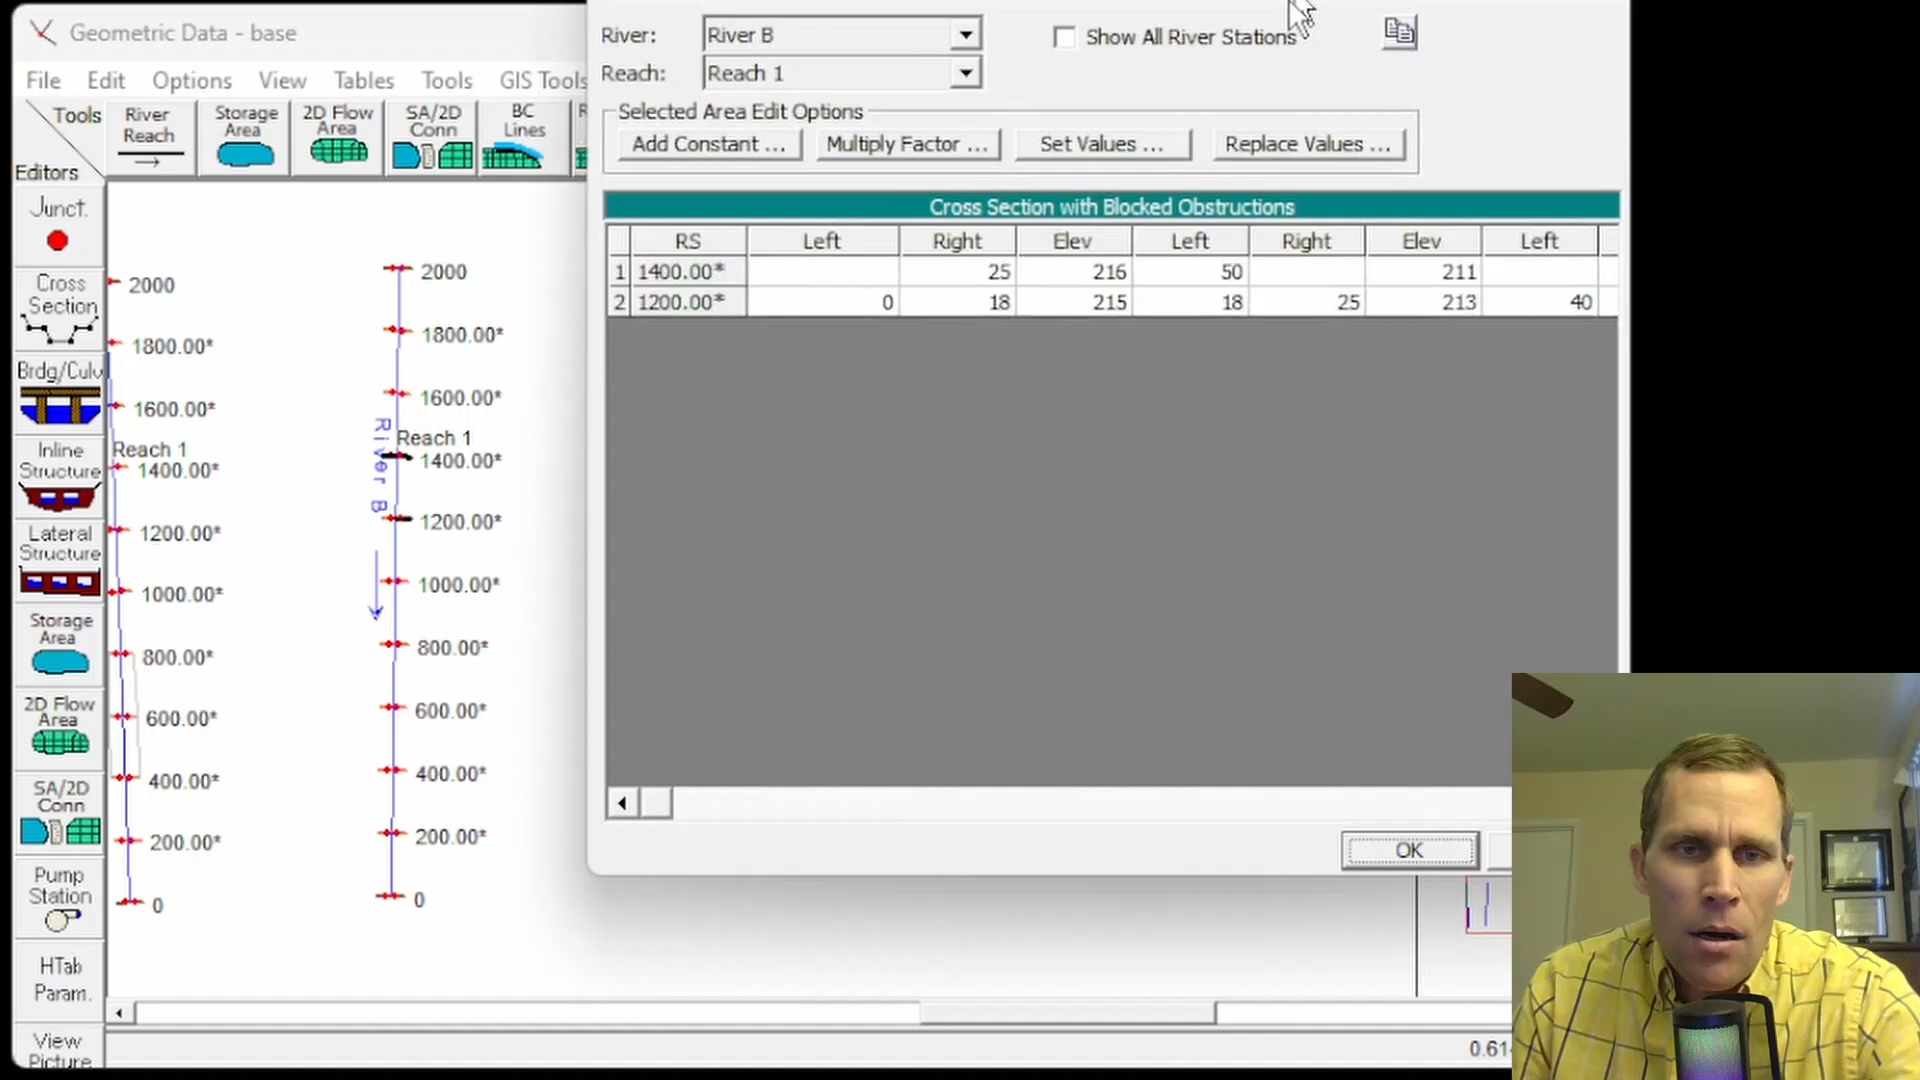 Geometric Data - base
File Edit Options View Tables Tools GIS Tools
Tools
Editors
River Reach
Storage Area
2D Flow Area
SA/2D Conn
BC Lines
Junct.
Cross Section
Brdg/Culv
Inline Structure
Lateral Structure
Storage Area
2D Flow Area
SA/2D Conn
Pump Station
HTab Param.
View Picture
2000
1800.00*
1600.00*
Reach 1
1400.00*
1200.00*
1000.00*
800.00*
600.00*
400.00*
200.00*
0
2000
1800.00*
1600.00*
Reach 1
River B
1400.00*
1200.00*
1000.00*
800.00*
600.00*
400.00*
200.00*
0
River: River B
Show All River Stations
Reach: Reach 1
Selected Area Edit Options
Add Constant ... Multiply Factor ... Set Values ... Replace Values ...
Cross Section with Blocked Obstructions
RS Left Right Elev Left Right Elev Left
1 1400.00* 25 216 50 211
2 1200.00* 0 18 215 18 25 213 40
OK